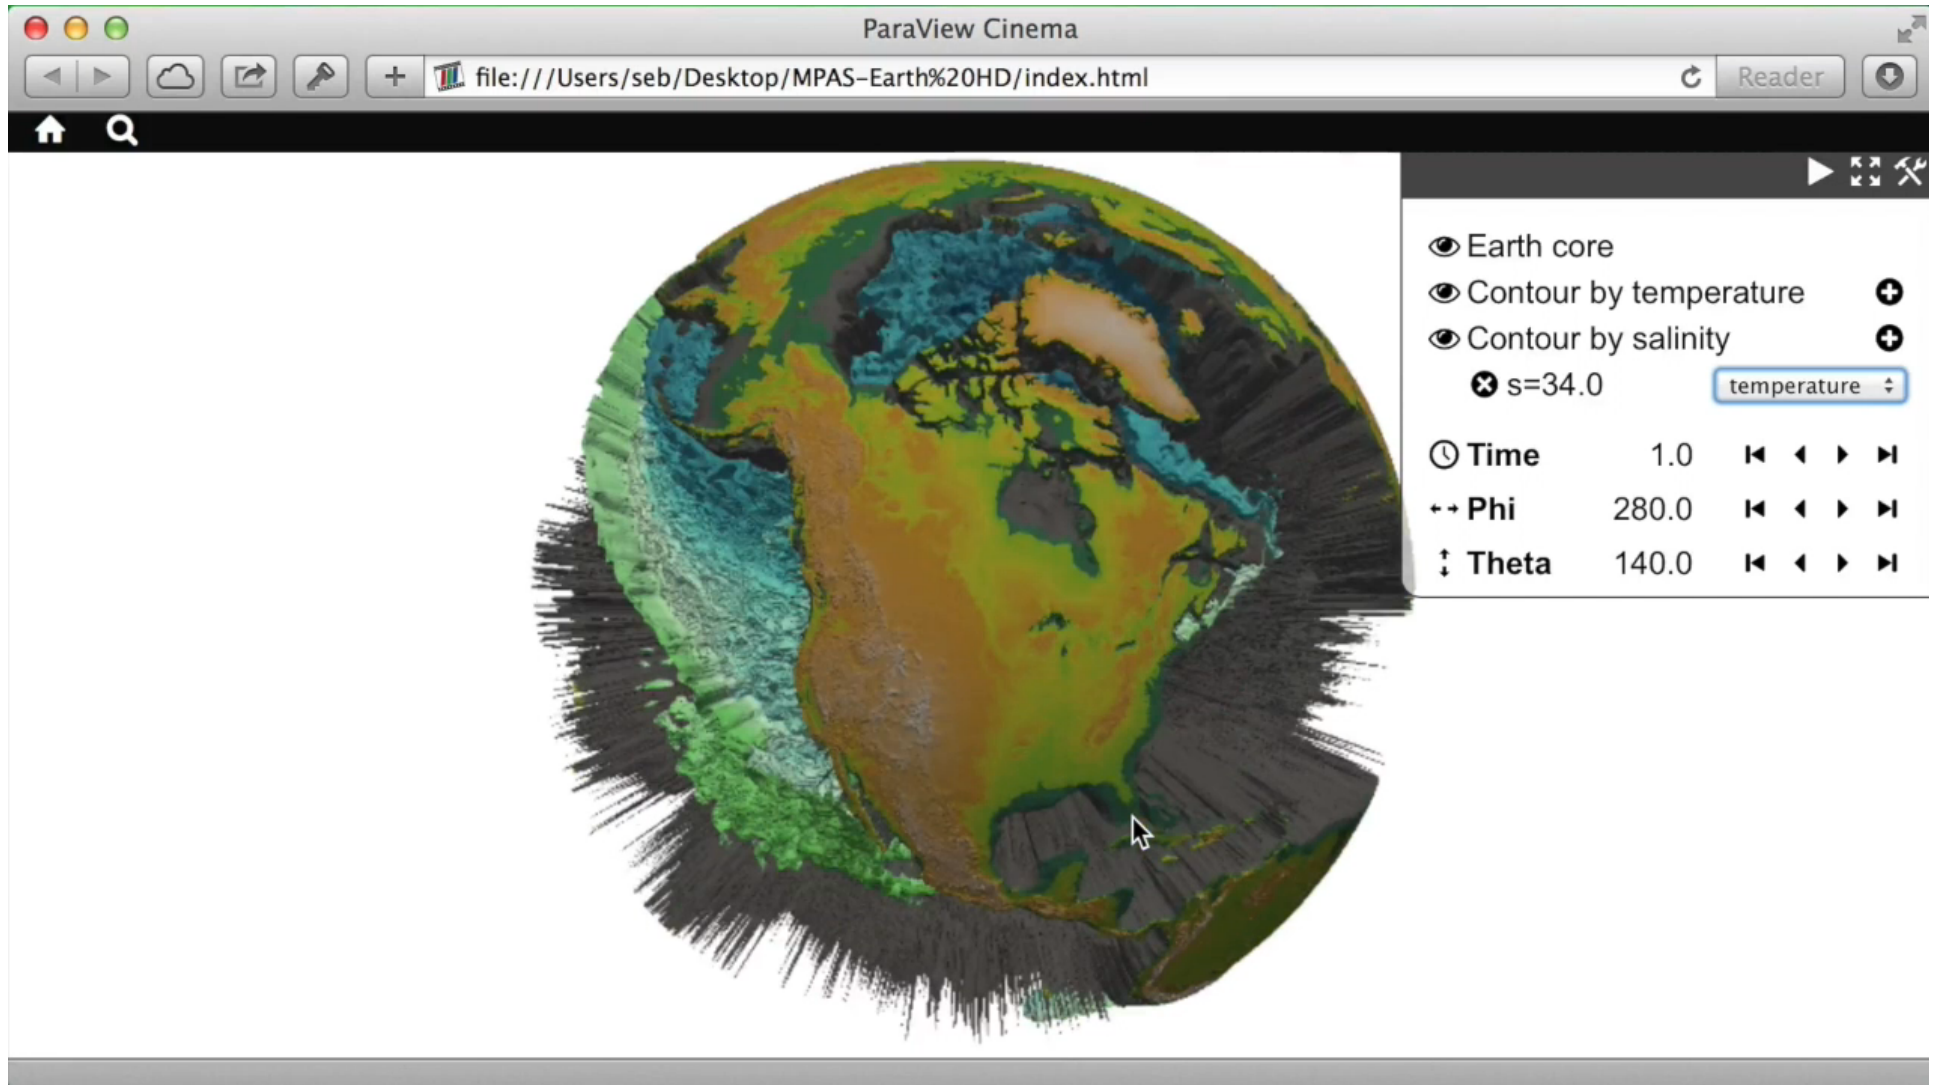 ParaView Cinema
file:///Users/seb/Desktop/MPAS-Earth%20HD/index.html
Reader
Earth core
Contour by temperature
Contour by salinity
s=34.0 temperature
Time 1.0
Phi 280.0
Theta 140.0